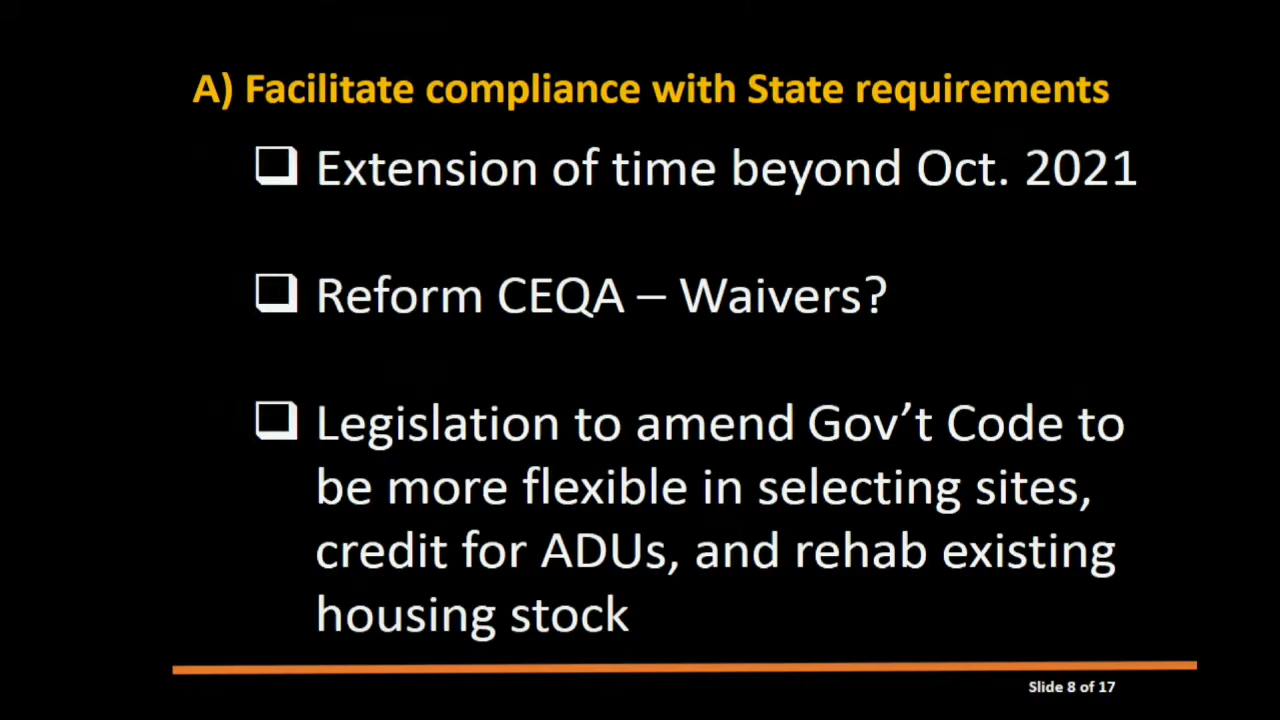 A) Facilitate compliance with State requirements
❑ Extension of time beyond Oct. 2021
❑ Reform CEQA – Waivers?
❑ Legislation to amend Gov’t Code to
be more flexible in selecting sites,
credit for ADUs, and rehab existing
housing stock
Slide 8 of 17